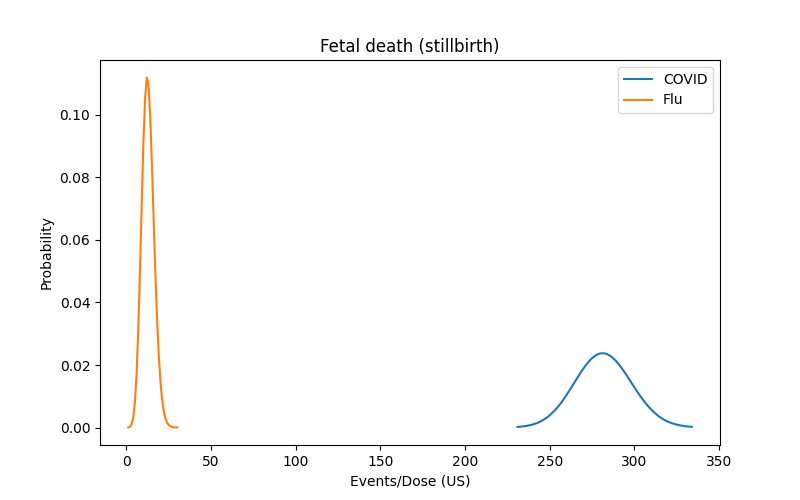 Fetal death (stillbirth)
COVID
Flu
Probability
0.10
0.08
0.06
0.04
0.02
0.00
0 50 100 150 200 250 300 350
Events/Dose (US)